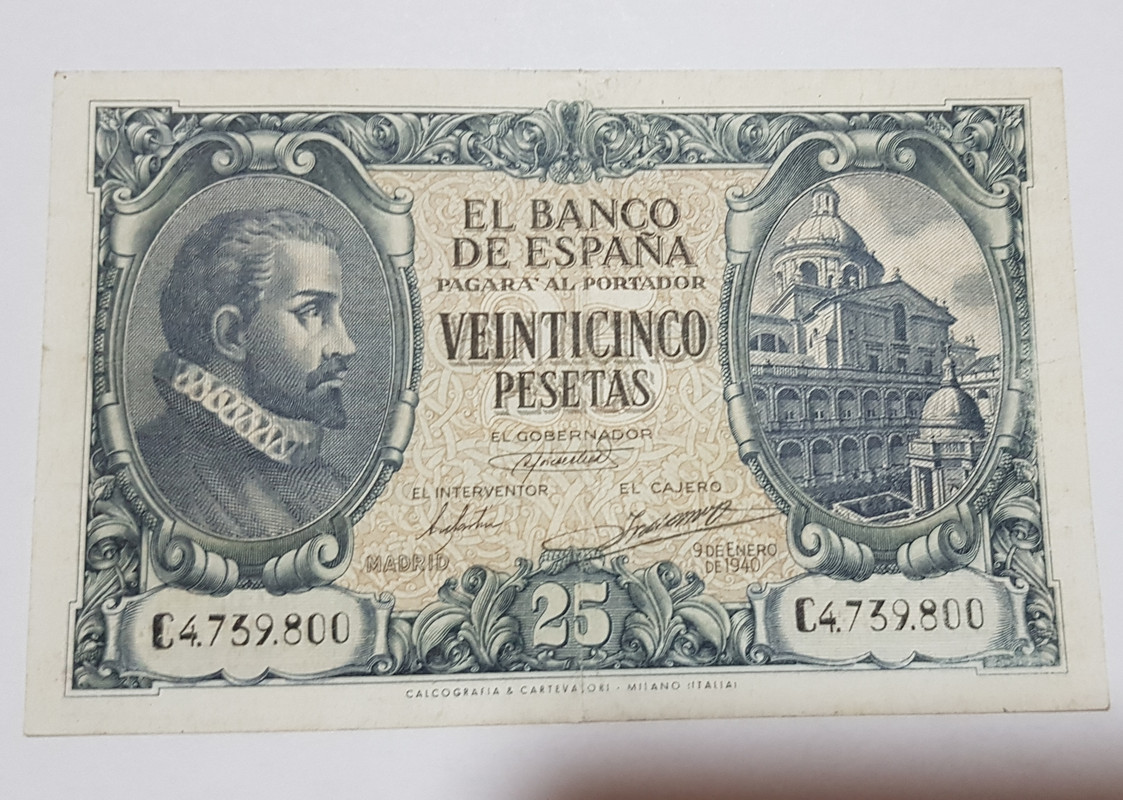 EL BANCO
DE ESPAÑA
PAGARA AL PORTADOR
VEINTICINCO
PESETAS
EL GOBERNADOR
EL INTERVENTOR EL CAJERO
MADRID
9 DE ENERO
DE 1940
25
C4.739.800
C4.739.800
CALCOGRAFIA & CARTEVALORI - MILANO (ITALIA)